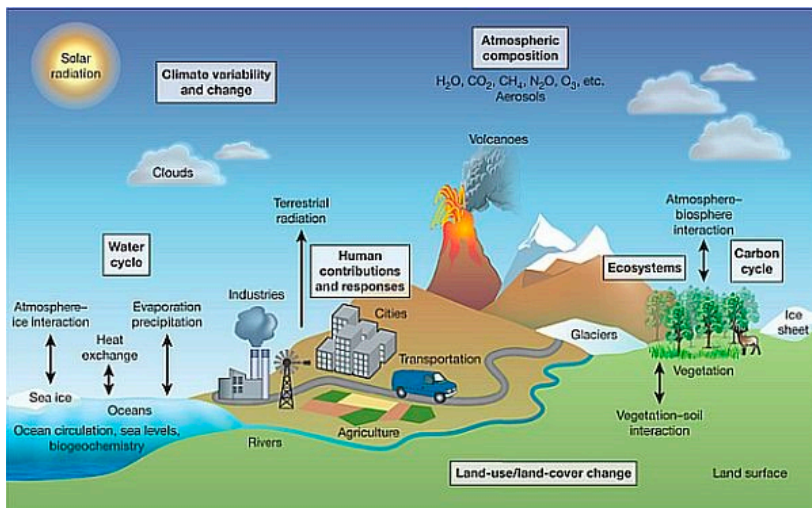 Solar
radiation
Climate variability
and change
Atmospheric
composition
H₂O, CO₂, CH₄, N₂O, O₃, etc.
Aerosols
Clouds
Volcanoes
Terrestrial
radiation
Atmosphero–
biosphere
interaction
Water
cycle
Human
contributions
and responses
Ecosystems
Carbon
cycle
Atmosphere–
ice interaction
Heat
exchange
Evaporation
precipitation
Industries
Cities
Transportation
Glaciers
Ice
sheet
Vegetation
Sea ice
Oceans
Ocean circulation, sea levels,
biogeochemistry
Rivers
Agriculture
Vegetation–soil
interaction
Land-use/land-cover change
Land surface